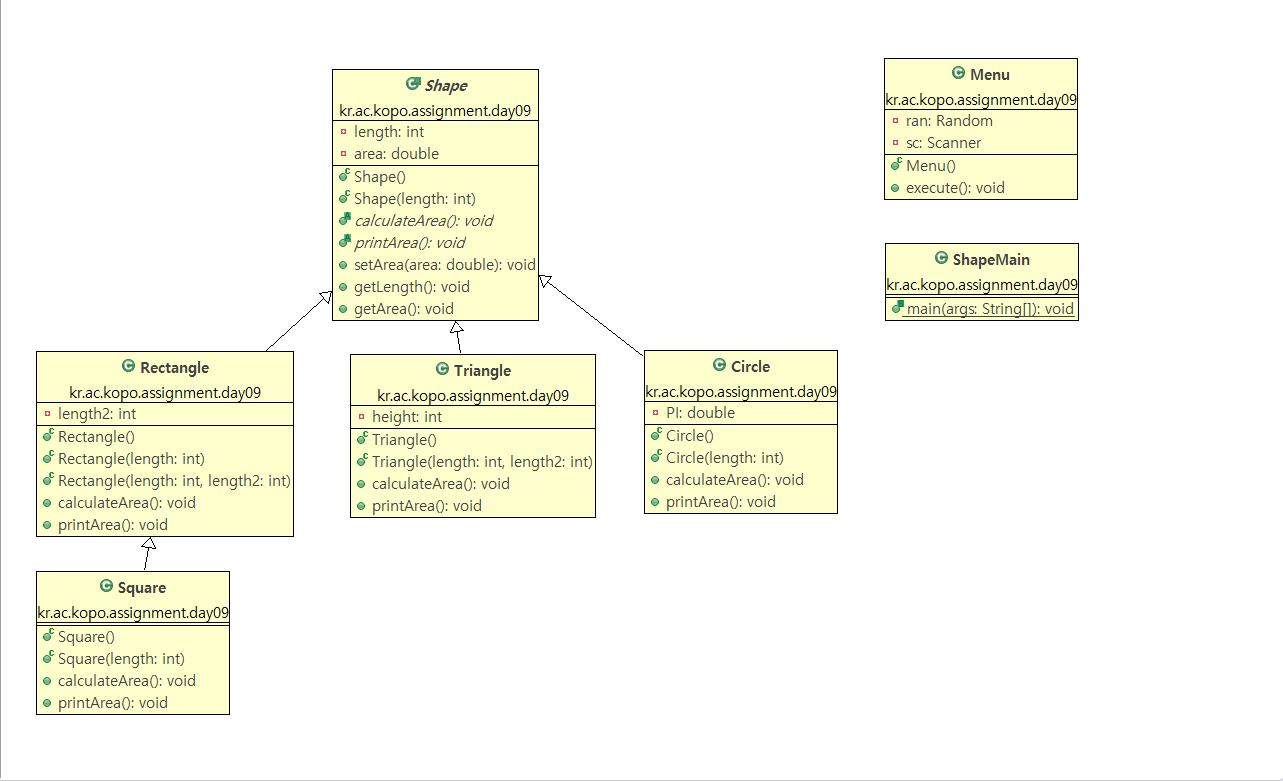 Shape
kr.ac.kopo.assignment.day09
length: int
area: double
Shape()
Shape(length: int)
calculateArea(): void
printArea(): void
setArea(area: double): void
getLength(): void
getArea(): void
Menu
kr.ac.kopo.assignment.day09
ran: Random
sc: Scanner
Menu()
execute(): void
ShapeMain
kr.ac.kopo.assignment.day09
main(args: String[]): void
Rectangle
kr.ac.kopo.assignment.day09
length2: int
Rectangle()
Rectangle(length: int)
Rectangle(length: int, length2: int)
calculateArea(): void
printArea(): void
Triangle
kr.ac.kopo.assignment.day09
height: int
Triangle()
Triangle(length: int, length2: int)
calculateArea(): void
printArea(): void
Circle
kr.ac.kopo.assignment.day09
PI: double
Circle()
Circle(length: int)
calculateArea(): void
printArea(): void
Square
kr.ac.kopo.assignment.day09
Square()
Square(length: int)
calculateArea(): void
printArea(): void